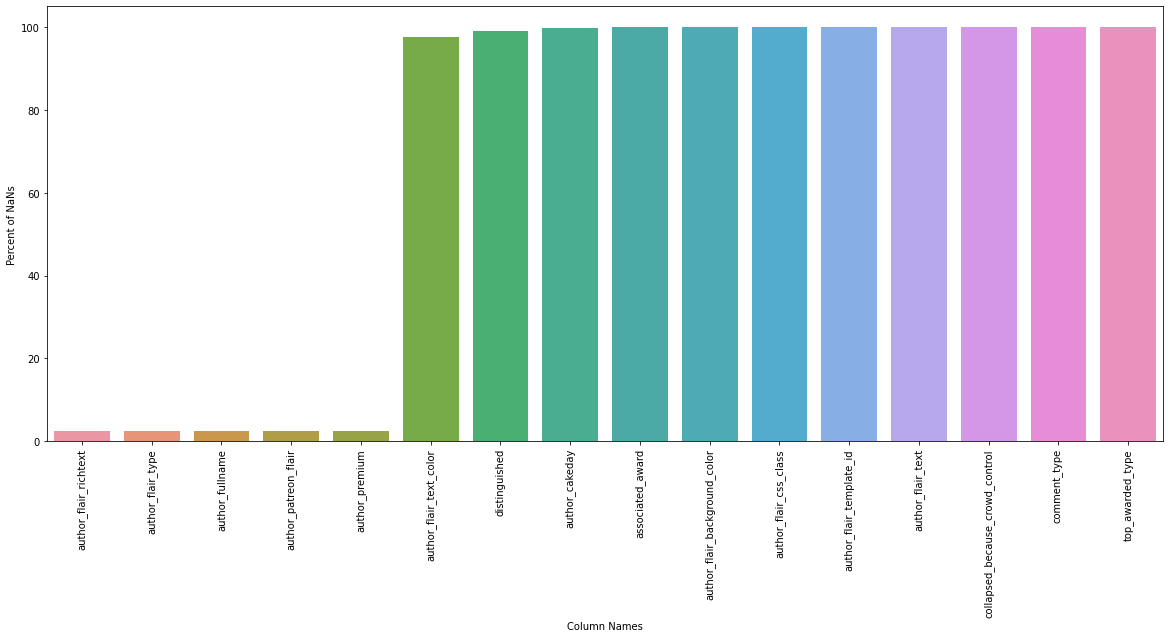 100
80
60
40
20
0
Percent of NaNs
author_flair_richtext
author_flair_type
author_fullname
author_patreon_flair
author_premium
author_flair_text_color
distinguished
author_cakeday
associated_award
author_flair_background_color
author_flair_css_class
author_flair_template_id
author_flair_text
collapsed_because_crowd_control
comment_type
top_awarded_type
Column Names